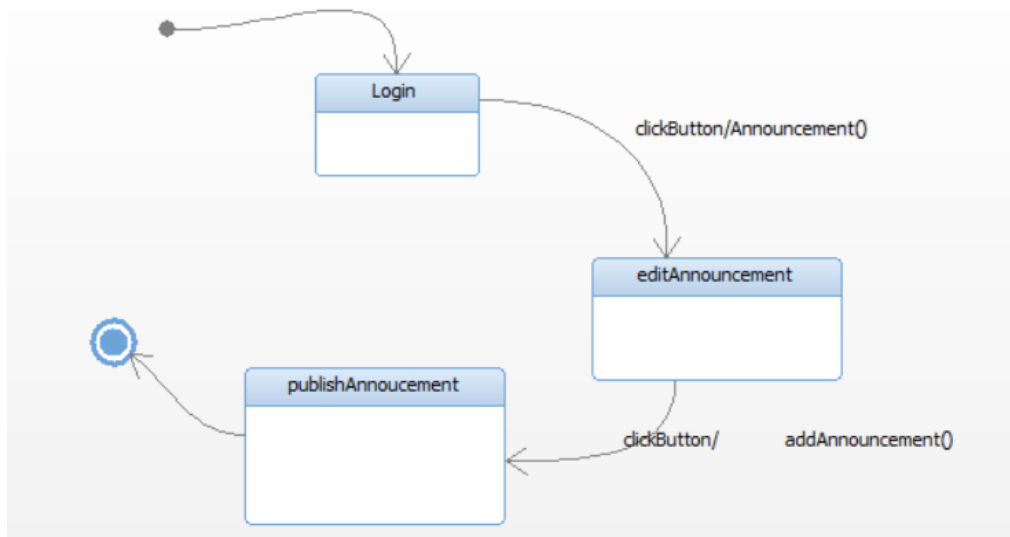 Login
clickButton/Announcement()
editAnnouncement
publishAnnoucement
clickButton/ addAnnouncement()